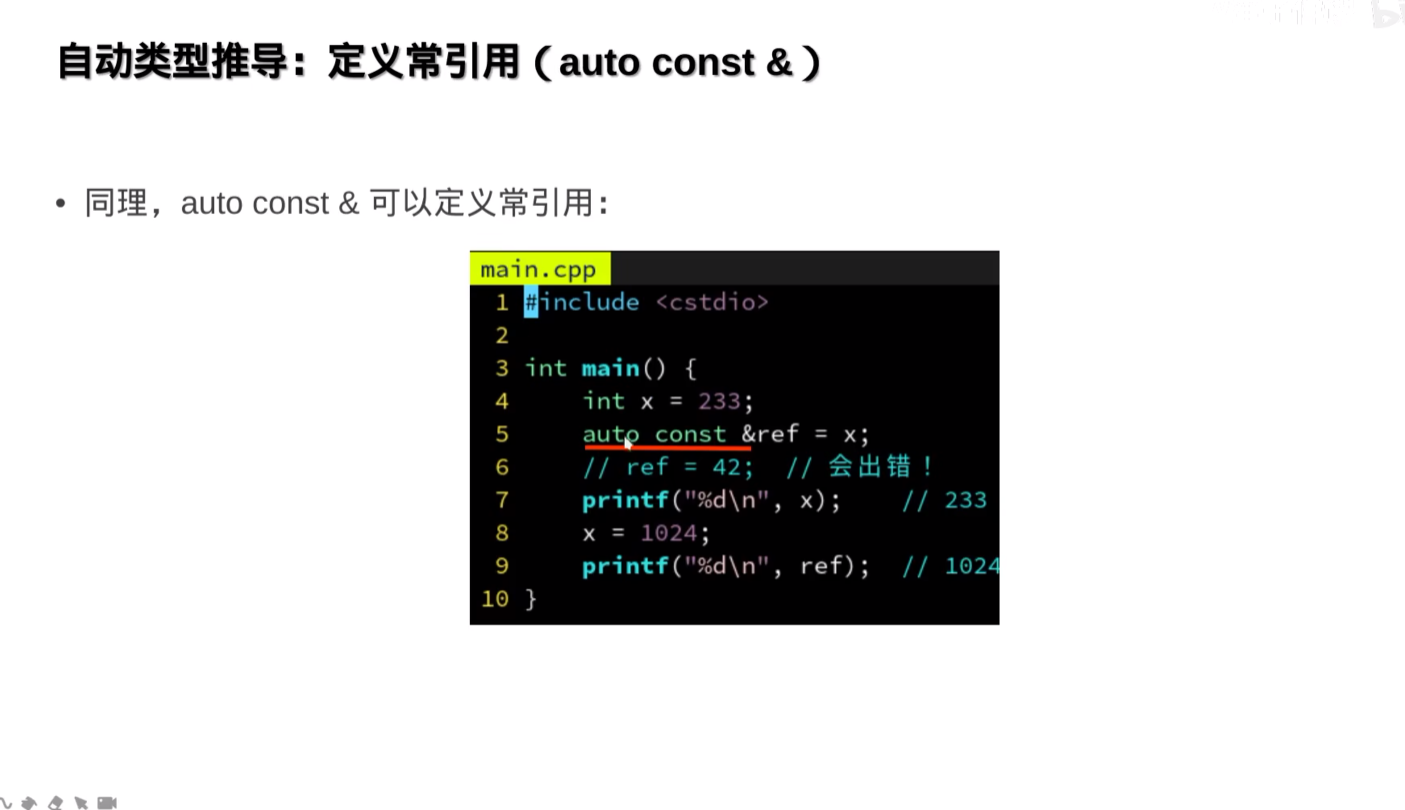 自动类型推导：定义常引用（auto const &）
• 同理，auto const & 可以定义常引用：
main.cpp
1 #include <cstdio>
2
3 int main() {
4     int x = 233;
5     auto const &ref = x;
6     // ref = 42;  // 会出错！
7     printf("%d\n", x);    // 233
8     x = 1024;
9     printf("%d\n", ref);  // 1024
10 }